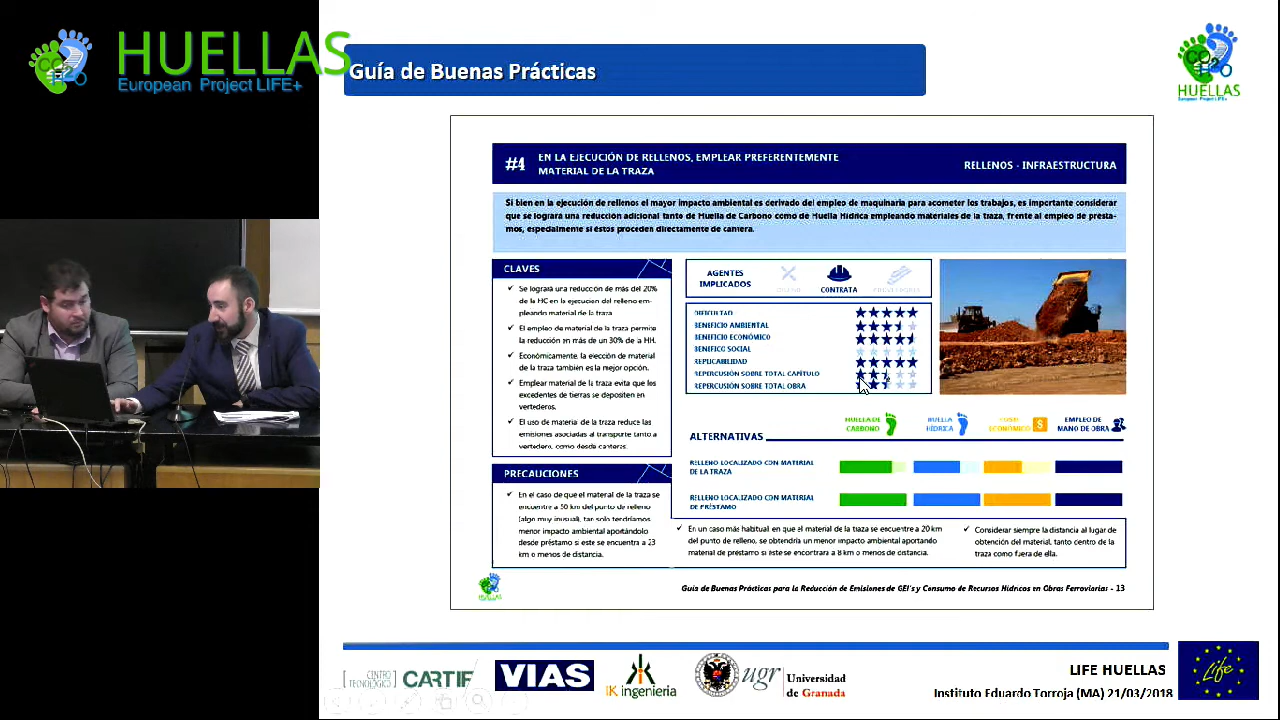 HUELLAS
European Project LIFE+
Guía de Buenas Prácticas
HUELLAS
European Project LIFE+
#4
EN LA EJECUCIÓN DE RELLENOS, EMPLEAR PREFERENTEMENTE
MATERIAL DE LA TRAZA
RELLENOS - INFRAESTRUCTURA
Si bien en la ejecución de rellenos el mayor impacto ambiental es derivado del empleo de maquinaria para acometer los trabajos, es importante considerar
que se logrará una reducción adicional tanto de Huella de Carbono como de Huella Hídrica empleando materiales de la traza, frente al empleo de présta-
mos, especialmente si éstos proceden directamente de cantera.
CLAVES
✓ Se logrará una reducción de más del 20%
de la HC en la ejecución del relleno em-
pleando material de la traza
✓ El empleo de material de la traza permite
la reducción en más de un 30% de la HH.
✓ Económicamente, la elección de material
de la traza también es la mejor opción.
✓ Emplear material de la traza evita que los
excedentes de tierras se depositen en
vertederos.
✓ El uso de material de la traza reduce las
emisiones asociadas al transporte tanto a
vertedero, como desde canteras.
AGENTES
IMPLICADOS
DISEÑO
CONTRATA
PROVEEDORES
DIFICULTAD
BENEFICIO AMBIENTAL
BENEFICIO ECONÓMICO
BENEFICO SOCIAL
REPLICABILIDAD
REPERCUSIÓN SOBRE TOTAL CAPÍTULO
REPERCUSIÓN SOBRE TOTAL OBRA
ALTERNATIVAS
HUELLA DE
CARBONO
HUELLA
HÍDRICA
COSTE
ECONÓMICO
$
EMPLEO DE
MANO DE OBRA
RELLENO LOCALIZADO CON MATERIAL
DE LA TRAZA
RELLENO LOCALIZADO CON MATERIAL
DE PRÉSTAMO
PRECAUCIONES
✓ En el caso de que el material de la traza se
encuentre a 50 km del punto de relleno
(algo muy inusual), tan solo tendríamos
menor impacto ambiental aportándolo
desde préstamo si este se encuentra a 23
km o menos de distancia.
✓ En un caso más habitual, en que el material de la traza se encuentre a 20 km
del punto de relleno, se obtendría un menor impacto ambiental aportando
material de préstamo si éste se encontrara a 8 km o menos de distancia.
✓ Considerar siempre la distancia al lugar de
obtención del material, tanto dentro de la
traza como fuera de ella.
Guía de Buenas Prácticas para la Reducción de Emisiones de GEI's y Consumo de Recursos Hídricos en Obras Ferroviarias - 13
CENTRO
TECNOLÓGICO
CARTIF
VIAS
IK ingeniería
ugr
Universidad
de Granada
LIFE HUELLAS
Instituto Eduardo Torroja (MA) 21/03/2018
Life